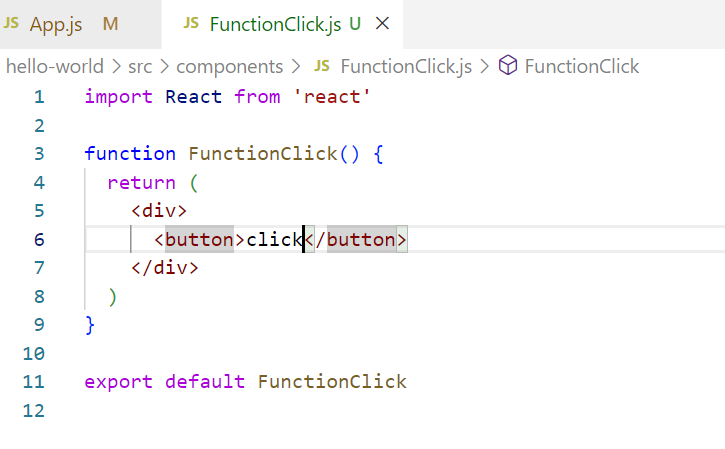 JS App.js M JS FunctionClick.js U ×
hello-world > src > components > JS FunctionClick.js > FunctionClick
1 import React from 'react'
2
3 function FunctionClick() {
4   return (
5     <div>
6       <button>click</button>
7     </div>
8   )
9 }
10
11 export default FunctionClick
12